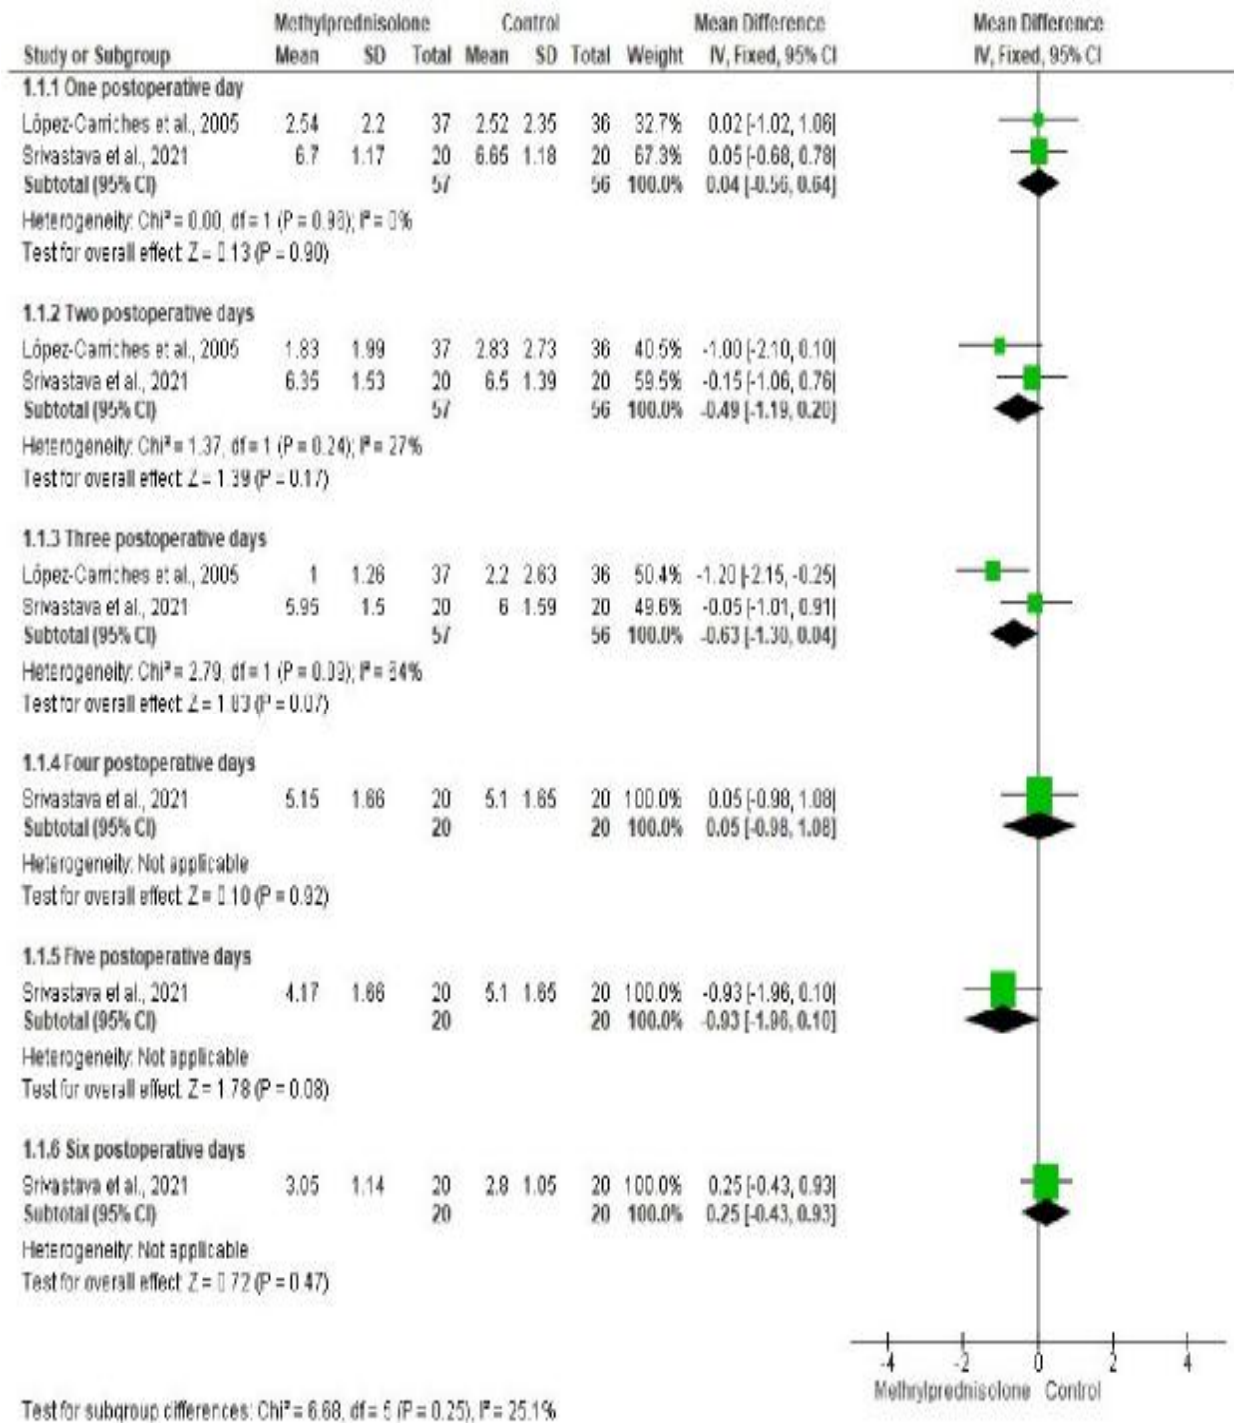 Methylprednisolone Control Mean Difference Mean Difference
Study or Subgroup Mean SD Total Mean SD Total Weight IV, Fixed, 95% CI IV, Fixed, 95% CI
1.1.1 One postoperative day
López-Carriches et al., 2005 2.54 2.2 37 2.52 2.35 36 32.7% 0.02 [-1.02, 1.06]
Srivastava et al., 2021 6.7 1.17 20 6.65 1.18 20 67.3% 0.05 [-0.68, 0.78]
Subtotal (95% CI) 57 56 100.0% 0.04 [-0.56, 0.64]
Heterogeneity: Chi² = 0.00, df = 1 (P = 0.96); I² = 0%
Test for overall effect: Z = 0.13 (P = 0.90)
1.1.2 Two postoperative days
López-Carriches et al., 2005 1.83 1.99 37 2.83 2.73 36 40.5% -1.00 [-2.10, 0.10]
Srivastava et al., 2021 6.35 1.53 20 6.5 1.39 20 59.5% -0.15 [-1.06, 0.76]
Subtotal (95% CI) 57 56 100.0% -0.49 [-1.19, 0.20]
Heterogeneity: Chi² = 1.37, df = 1 (P = 0.24); I² = 27%
Test for overall effect: Z = 1.39 (P = 0.17)
1.1.3 Three postoperative days
López-Carriches et al., 2005 1 1.26 37 2.2 2.63 36 50.4% -1.20 [-2.15, -0.25]
Srivastava et al., 2021 5.95 1.5 20 6 1.59 20 49.6% -0.05 [-1.01, 0.91]
Subtotal (95% CI) 57 56 100.0% -0.63 [-1.30, 0.04]
Heterogeneity: Chi² = 2.79, df = 1 (P = 0.09); I² = 64%
Test for overall effect: Z = 1.83 (P = 0.07)
1.1.4 Four postoperative days
Srivastava et al., 2021 5.15 1.66 20 5.1 1.65 20 100.0% 0.05 [-0.98, 1.08]
Subtotal (95% CI) 20 20 100.0% 0.05 [-0.98, 1.08]
Heterogeneity: Not applicable
Test for overall effect: Z = 0.10 (P = 0.92)
1.1.5 Five postoperative days
Srivastava et al., 2021 4.17 1.66 20 5.1 1.65 20 100.0% -0.93 [-1.96, 0.10]
Subtotal (95% CI) 20 20 100.0% -0.93 [-1.96, 0.10]
Heterogeneity: Not applicable
Test for overall effect: Z = 1.78 (P = 0.08)
1.1.6 Six postoperative days
Srivastava et al., 2021 3.05 1.14 20 2.8 1.05 20 100.0% 0.25 [-0.43, 0.93]
Subtotal (95% CI) 20 20 100.0% 0.25 [-0.43, 0.93]
Heterogeneity: Not applicable
Test for overall effect: Z = 0.72 (P = 0.47)
-4 -2 0 2 4
Methrylprednisolone Control
Test for subgroup differences: Chi² = 6.68, df = 5 (P = 0.25), I² = 25.1%